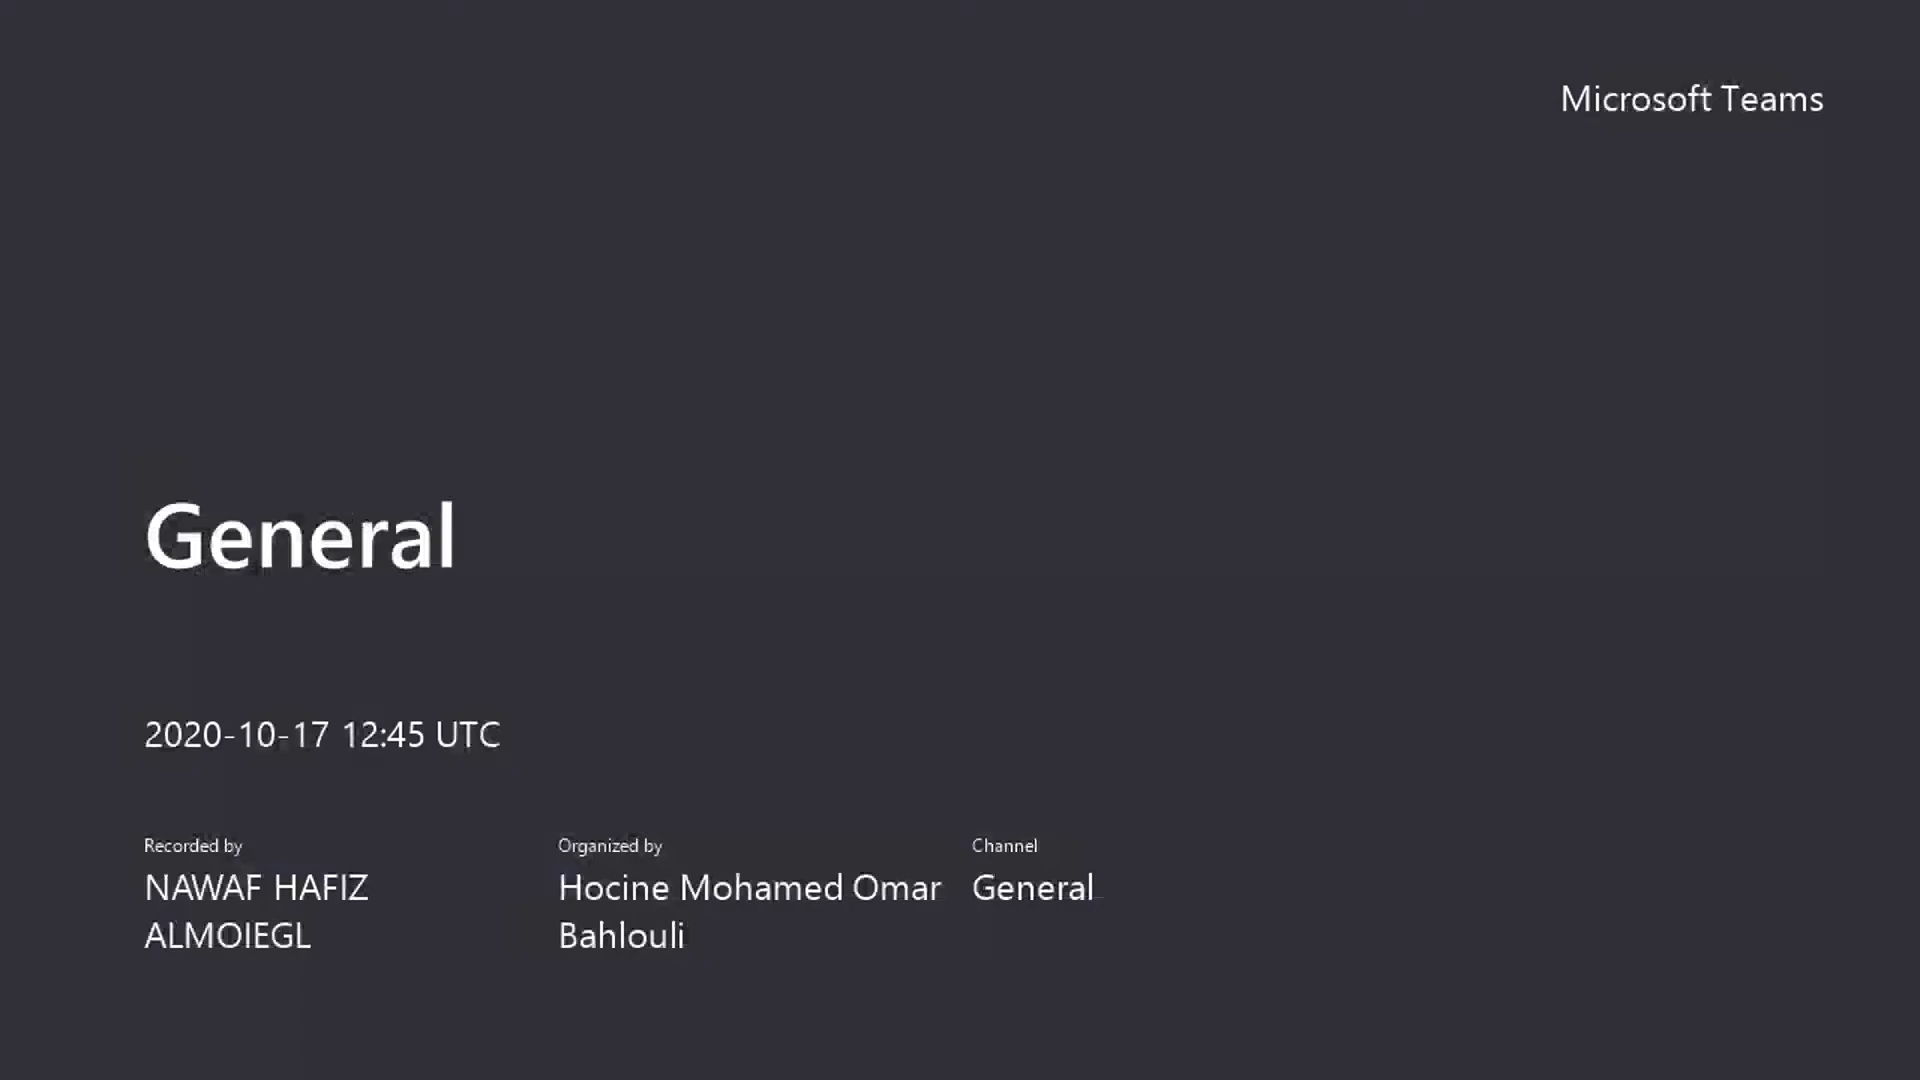 Microsoft Teams
General
2020-10-17 12:45 UTC
Recorded by
NAWAF HAFIZ
ALMOIEGL
Organized by
Hocine Mohamed Omar
Bahlouli
Channel
General